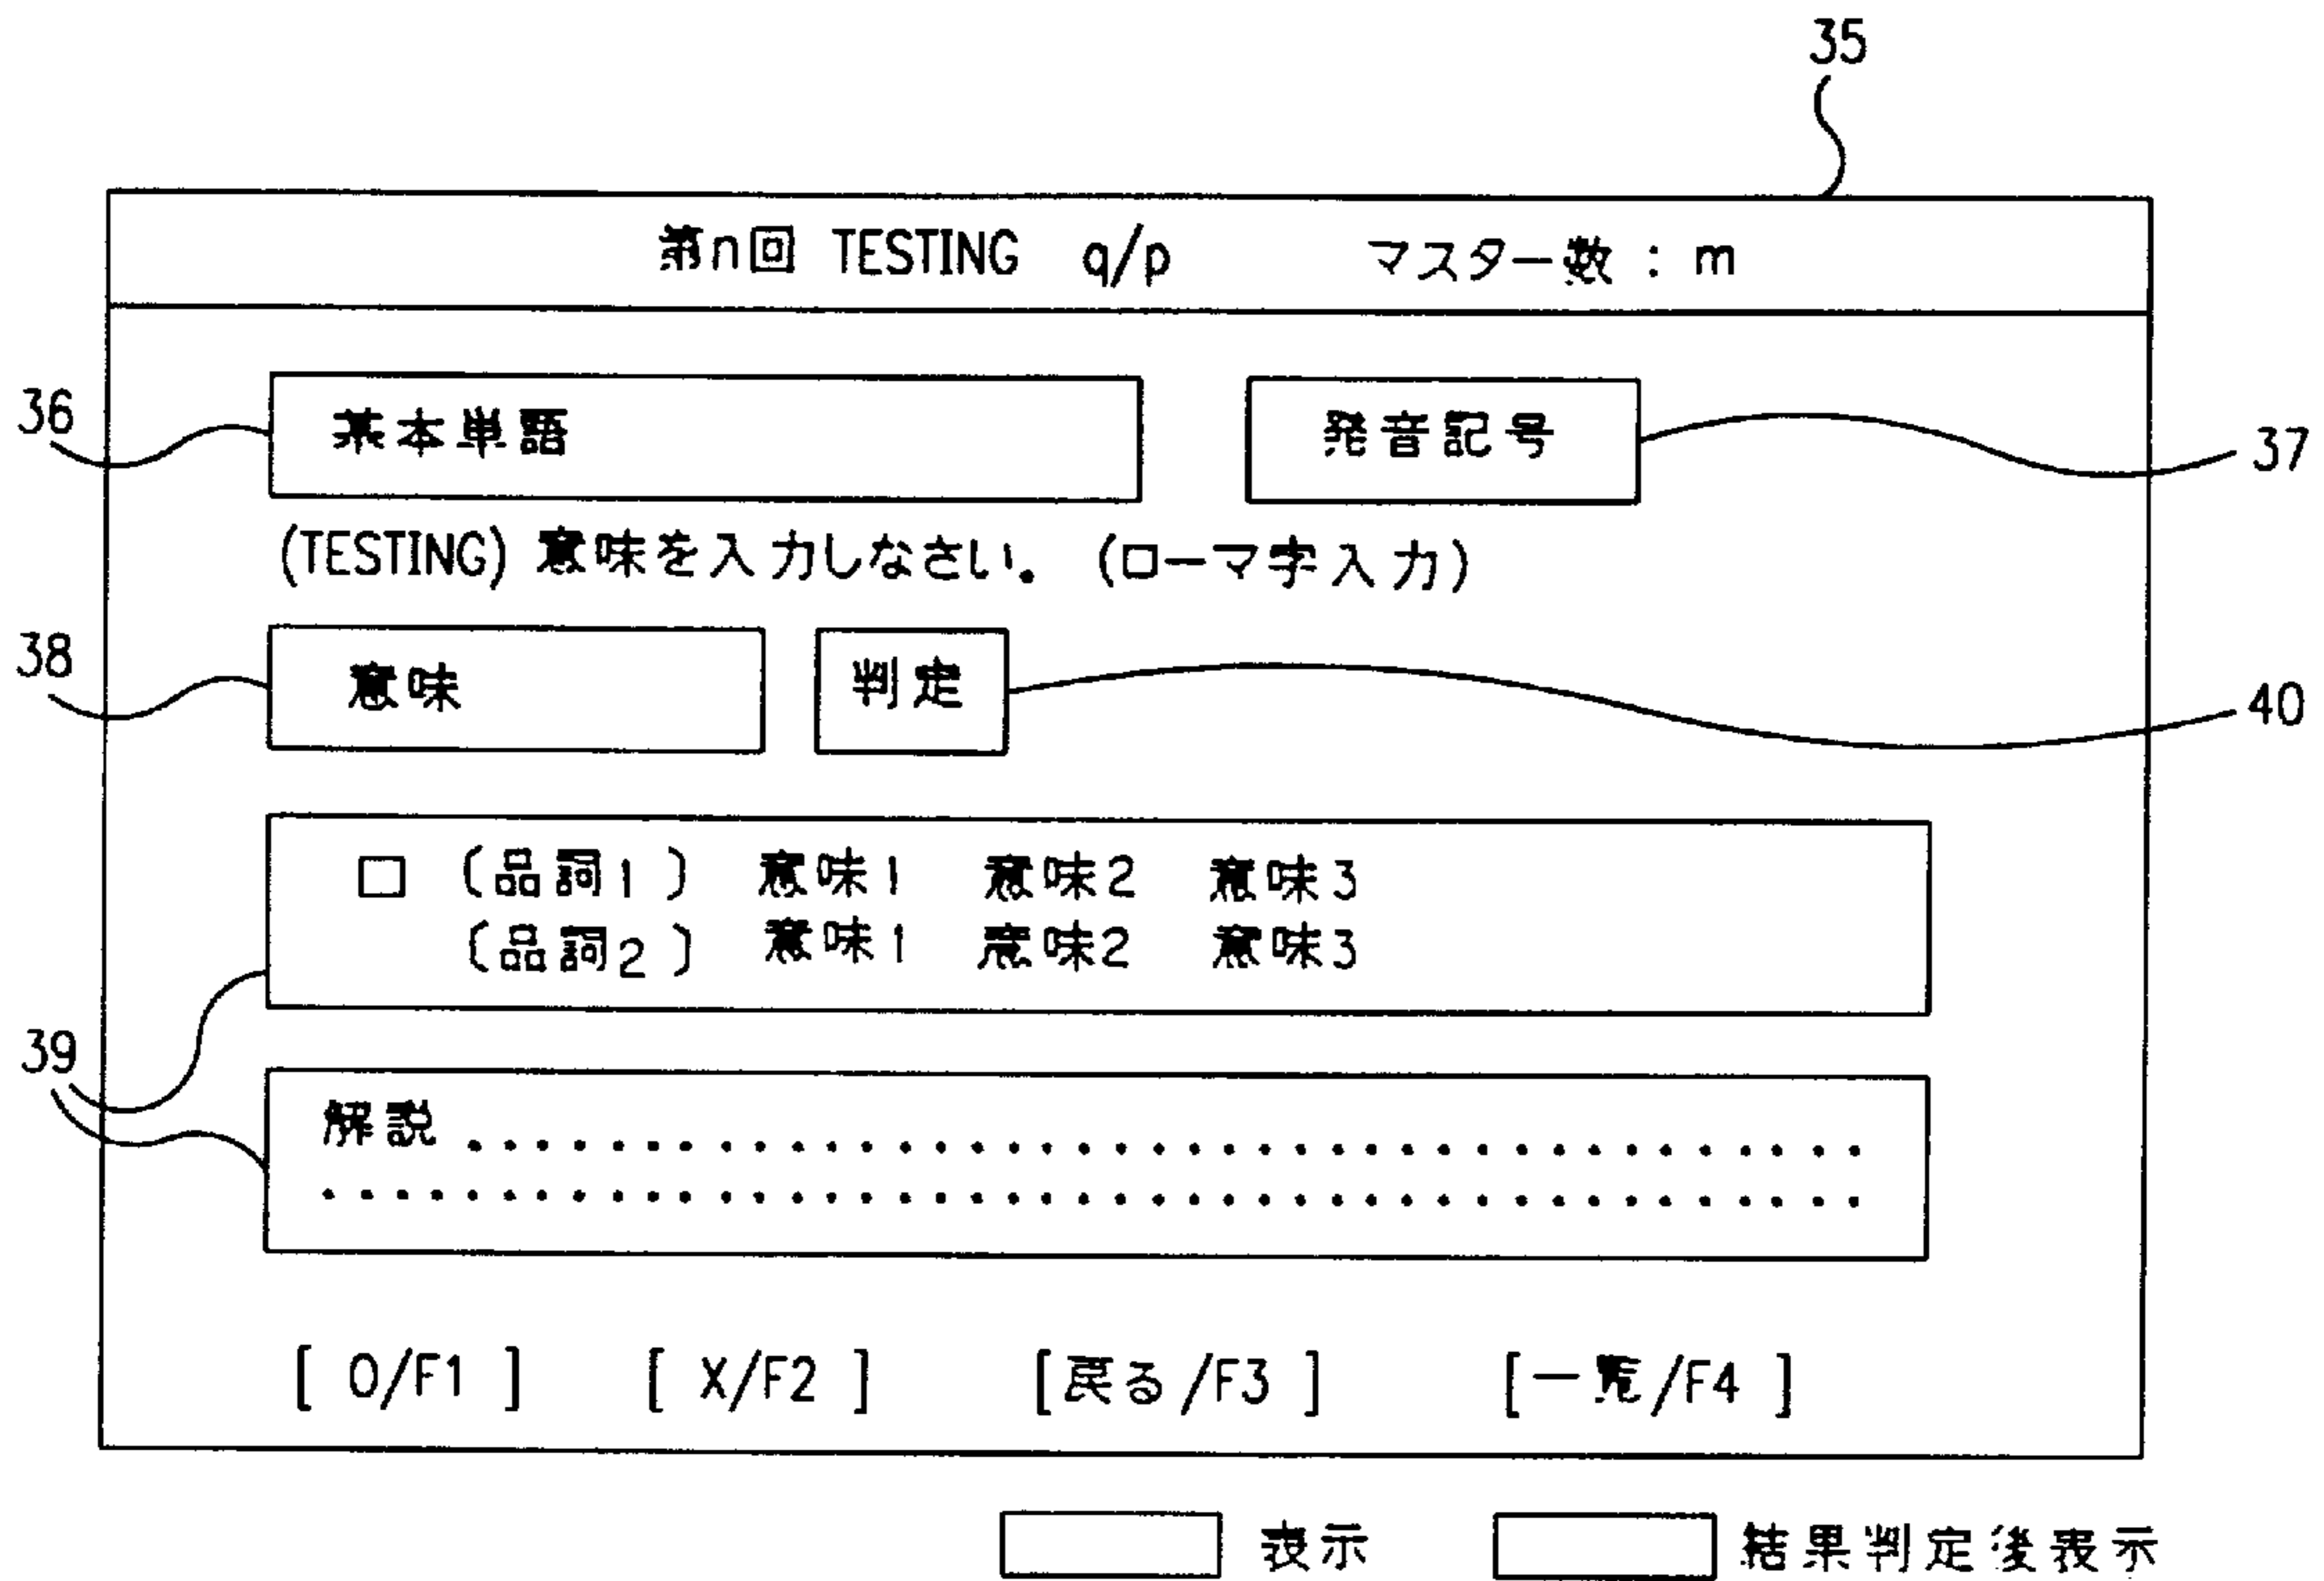 35
第n回 TESTING q/p マスター数 : m
36 基本単語 発音記号 37
(TESTING) 意味を入力しなさい。 (ローマ字入力)
38 意味 判定 40
□ (品詞1) 意味1 意味2 意味3
(品詞2) 意味1 意味2 意味3
39
解説 ・・・・・・・・・・・・・・・・・・・・・・・・・・・・・・・・・・・・・・・
・・・・・・・・・・・・・・・・・・・・・・・・・・・・・・・・・・・・・・・・・・・
[ O/F1 ] [ X/F2 ] [戻る/F3 ] [一覧/F4 ]
表示 結果判定後表示